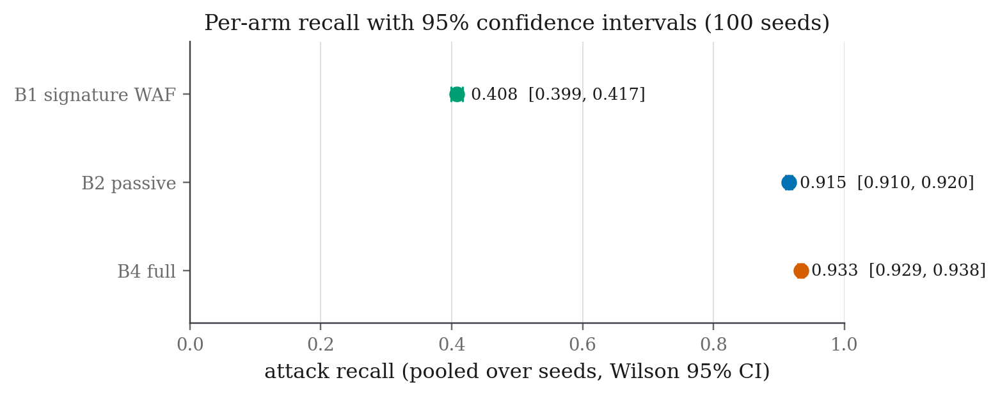 Per-arm recall with 95% confidence intervals (100 seeds)
B1 signature WAF
0.408 [0.399, 0.417]
B2 passive
0.915 [0.910, 0.920]
B4 full
0.933 [0.929, 0.938]
0.0 0.2 0.4 0.6 0.8 1.0
attack recall (pooled over seeds, Wilson 95% CI)